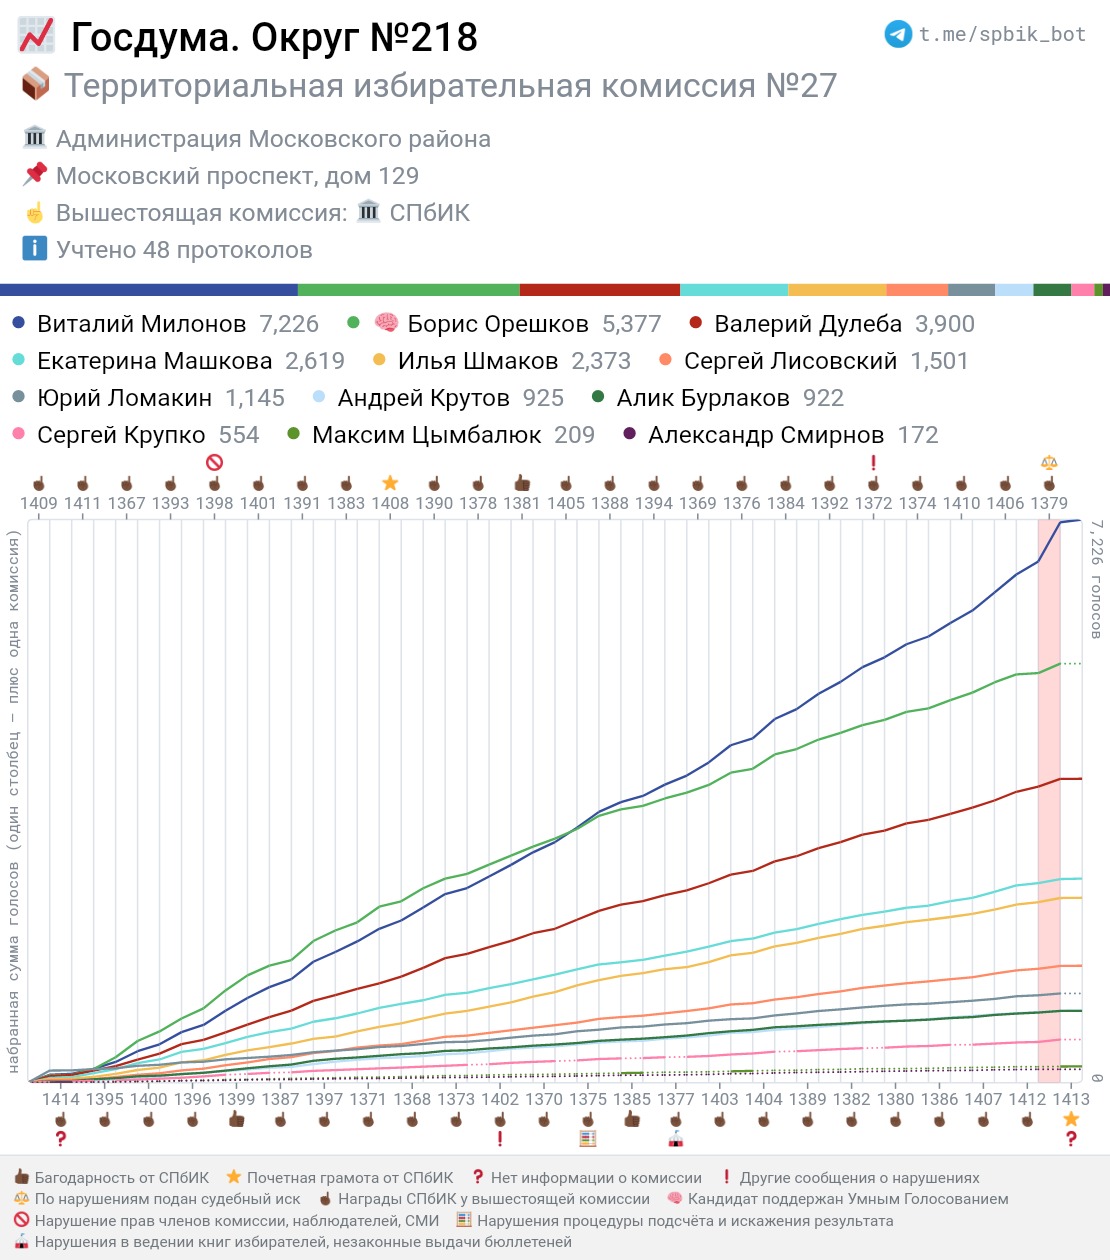 Госдума. Округ №218
t.me/spbik_bot
Территориальная избирательная комиссия №27
Администрация Московского района
Московский проспект, дом 129
Вышестоящая комиссия: СПбИК
Учтено 48 протоколов
Виталий Милонов 7,226 Борис Орешков 5,377 Валерий Дулеба 3,900
Екатерина Машкова 2,619 Илья Шмаков 2,373 Сергей Лисовский 1,501
Юрий Ломакин 1,145 Андрей Крутов 925 Алик Бурлаков 922
Сергей Крупко 554 Максим Цымбалюк 209 Александр Смирнов 172
1409 1411 1367 1393 1398 1401 1391 1383 1408 1390 1378 1381 1405 1388 1394 1369 1376 1384 1392 1372 1374 1410 1406 1379
набранная сумма голосов (один столбец – плюс одна комиссия)
7,226 голосов
0
1414 1395 1400 1396 1399 1387 1397 1371 1368 1373 1402 1370 1375 1385 1377 1403 1404 1389 1382 1380 1386 1407 1412 1413
Багодарность от СПбИК Почетная грамота от СПбИК Нет информации о комиссии Другие сообщения о нарушениях
По нарушениям подан судебный иск Награды СПбИК у вышестоящей комиссии Кандидат поддержан Умным Голосованием
Нарушение прав членов комиссии, наблюдателей, СМИ Нарушения процедуры подсчёта и искажения результата
Нарушения в ведении книг избирателей, незаконные выдачи бюллетеней